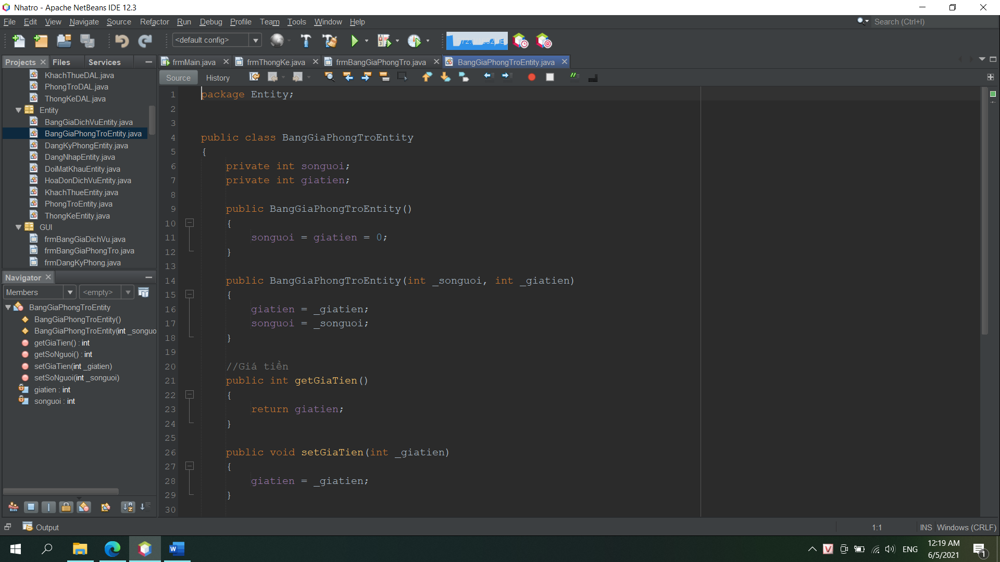 Nhatro - Apache NetBeans IDE 12.3
File Edit View Navigate Source Refactor Run Debug Profile Team Tools Window Help
Search (Ctrl+I)
<default config>
Projects Files Services
frmMain.java frmThongKe.java frmBangGiaPhongTro.java BangGiaPhongTroEntity.java
Source History
KhachThueDAL.java
PhongTroDAL.java
ThongKeDAL.java
Entity
BangGiaDichVuEntity.java
BangGiaPhongTroEntity.java
DangKyPhongEntity.java
DangNhapEntity.java
DoiMatKhauEntity.java
HoaDonDichVuEntity.java
KhachThueEntity.java
PhongTroEntity.java
ThongKeEntity.java
GUI
frmBangGiaDichVu.java
frmBangGiaPhongTro.java
frmDangKyPhong.java
Navigator
Members <empty>
BangGiaPhongTroEntity
BangGiaPhongTroEntity()
BangGiaPhongTroEntity(int _songuo
getGiaTien() : int
getSoNguoi() : int
setGiaTien(int _giatien)
setSoNguoi(int _songuoi)
giatien : int
songuoi : int
1 package Entity;
2
3
4 public class BangGiaPhongTroEntity
5 {
6 private int songuoi;
7 private int giatien;
8
9 public BangGiaPhongTroEntity()
10 {
11 songuoi = giatien = 0;
12 }
13
14 public BangGiaPhongTroEntity(int _songuoi, int _giatien)
15 {
16 giatien = _giatien;
17 songuoi = _songuoi;
18 }
19
20 //Giá tiền
21 public int getGiaTien()
22 {
23 return giatien;
24 }
25
26 public void setGiaTien(int _giatien)
27 {
28 giatien = _giatien;
29 }
30
Output
1:1 INS Windows (CRLF)
ENG
12:19 AM
6/5/2021
1